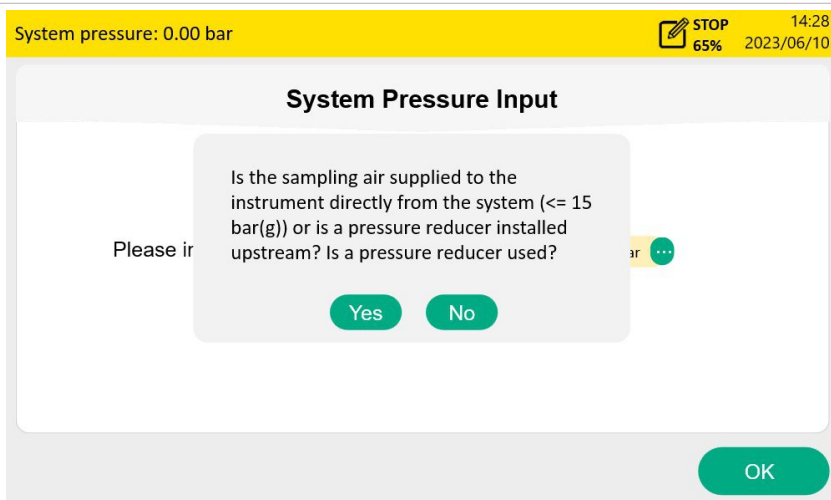 System pressure: 0.00 bar
STOP
65%
14:28
2023/06/10
System Pressure Input
Is the sampling air supplied to the
instrument directly from the system (<= 15
bar(g)) or is a pressure reducer installed
upstream? Is a pressure reducer used?
Please
...
Yes
No
OK